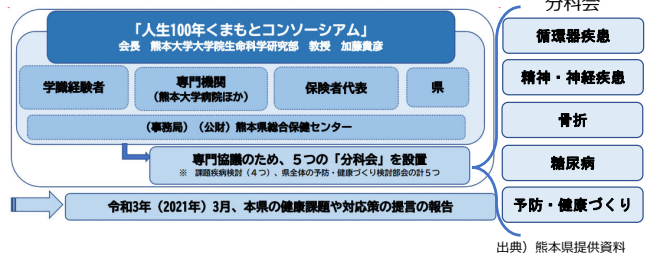 「人生100年くまもとコンソーシアム」
会長　熊本大学大学院生命科学研究部　教授　加藤貴彦
学識経験者
専門機関
（熊本大学病院ほか）
保険者代表
県
（事務局）（公財）熊本県総合保健センター
専門協議のため、５つの「分科会」を設置
※　課題疾病検討（４つ）、県全体の予防・健康づくり検討部会の計５つ
令和3年（2021年）3月、本県の健康課題や対応策の提言の報告
分科会
循環器疾患
精神・神経疾患
骨折
糖尿病
予防・健康づくり
出典）熊本県提供資料